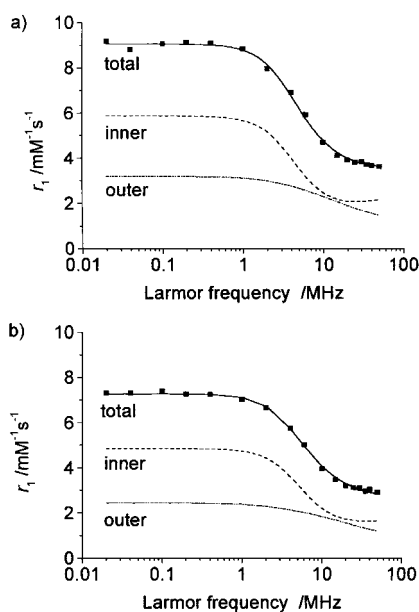 a)
10
8
6
4
2
0
r₁ /mM⁻¹s⁻¹
total
inner
outer
0.01 0.1 1 10 100
Larmor frequency /MHz
b)
10
8
6
4
2
0
r₁ /mM⁻¹s⁻¹
total
inner
outer
0.01 0.1 1 10 100
Larmor frequency /MHz